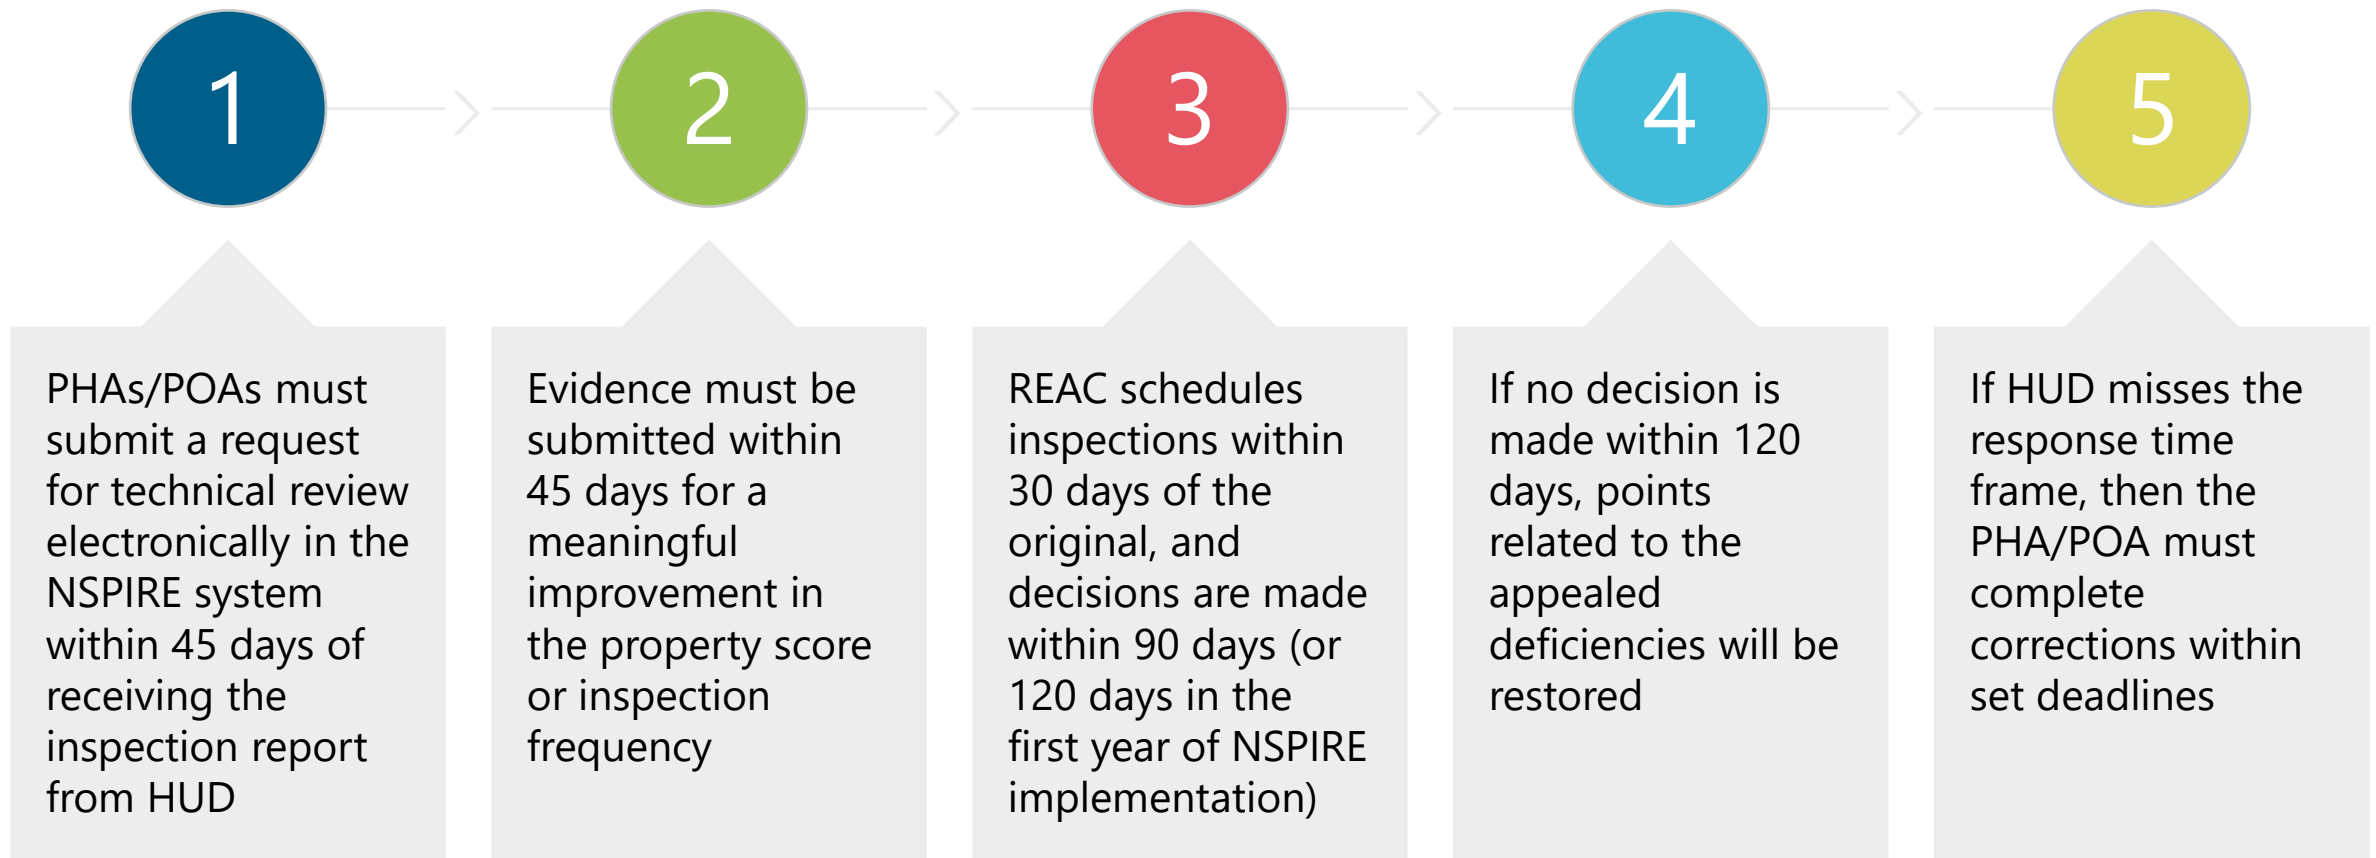 1
2
3
4
5
PHAs/POAs must
submit a request
for technical review
electronically in the
NSPIRE system
within 45 days of
receiving the
inspection report
from HUD
Evidence must be
submitted within
45 days for a
meaningful
improvement in
the property score
or inspection
frequency
REAC schedules
inspections within
30 days of the
original, and
decisions are made
within 90 days (or
120 days in the
first year of NSPIRE
implementation)
If no decision is
made within 120
days, points
related to the
appealed
deficiencies will be
restored
If HUD misses the
response time
frame, then the
PHA/POA must
complete
corrections within
set deadlines